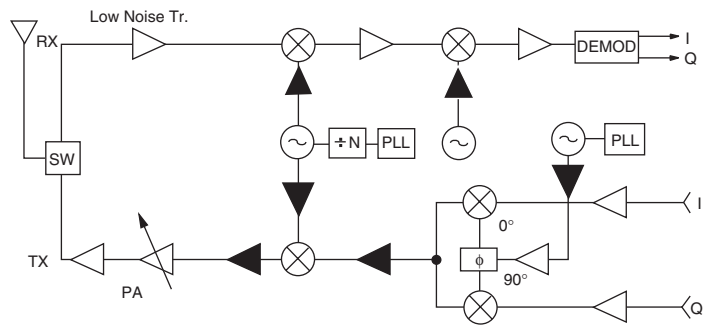 Low Noise Tr.
RX
DEMOD
I
Q
SW
÷N
PLL
PLL
0°
I
TX
PA
ϕ
90°
Q